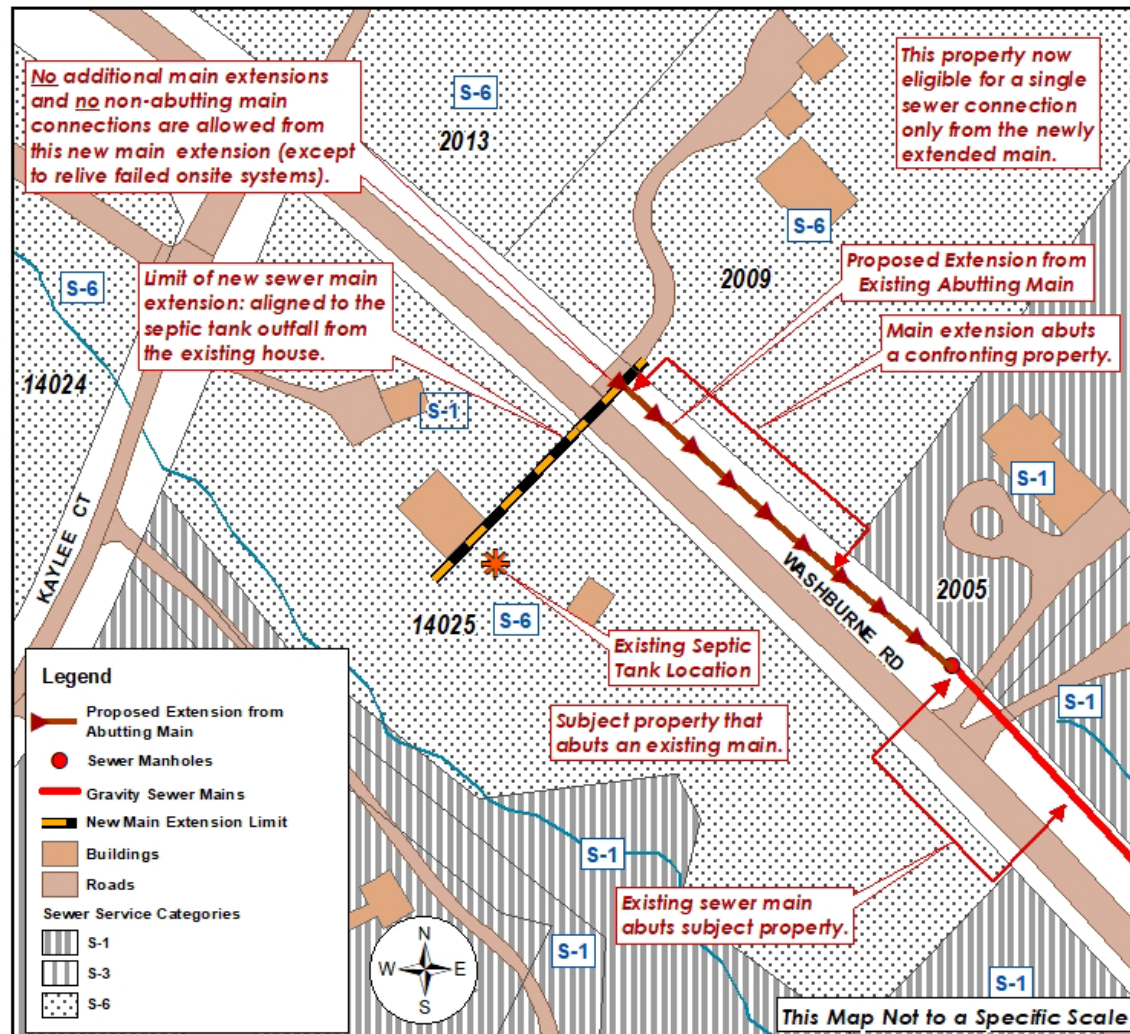 No additional main extensions
and no non-abutting main
connections are allowed from
this new main extension (except
to relive failed onsite systems).
S-6
2013
This property now
eligible for a single
sewer connection
only from the newly
extended main.
S-6
2009
Proposed Extension from
Existing Abutting Main
Main extension abuts
a confronting property.
S-6
Limit of new sewer main
extension: aligned to the
septic tank outfall from
the existing house.
14024
S-1
S-1
2005
KAYLEE CT
WASHBURNE RD
14025
S-6
Existing Septic
Tank Location
Subject property that
abuts an existing main.
S-1
S-1
Existing sewer main
abuts subject property.
S-1
S-1
Legend
Proposed Extension from
Abutting Main
Sewer Manholes
Gravity Sewer Mains
New Main Extension Limit
Buildings
Roads
Sewer Service Categories
S-1
S-3
S-6
N
W
E
S
This Map Not to a Specific Scale